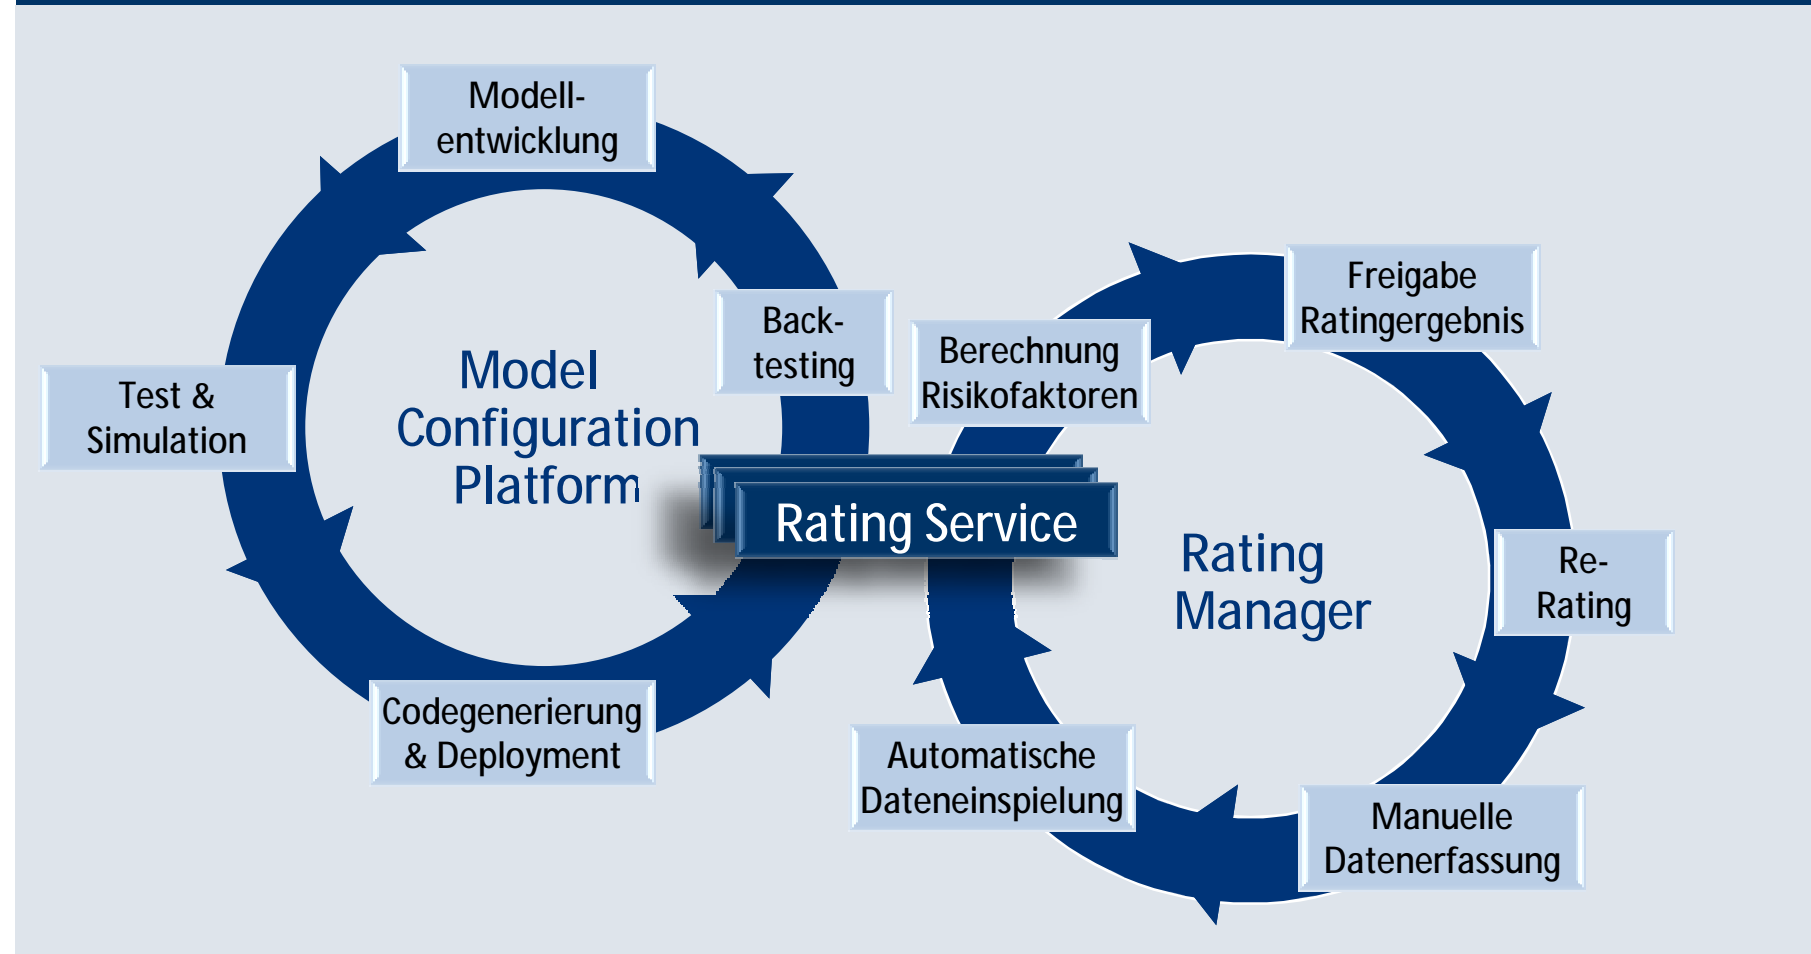 Modell-
entwicklung
Back-
testing
Test &
Simulation
Model
Configuration
Platform
Codegenerierung
& Deployment
Rating Service
Berechnung
Risikofaktoren
Freigabe
Ratingergebnis
Re-
Rating
Rating
Manager
Automatische
Dateneinspielung
Manuelle
Datenerfassung